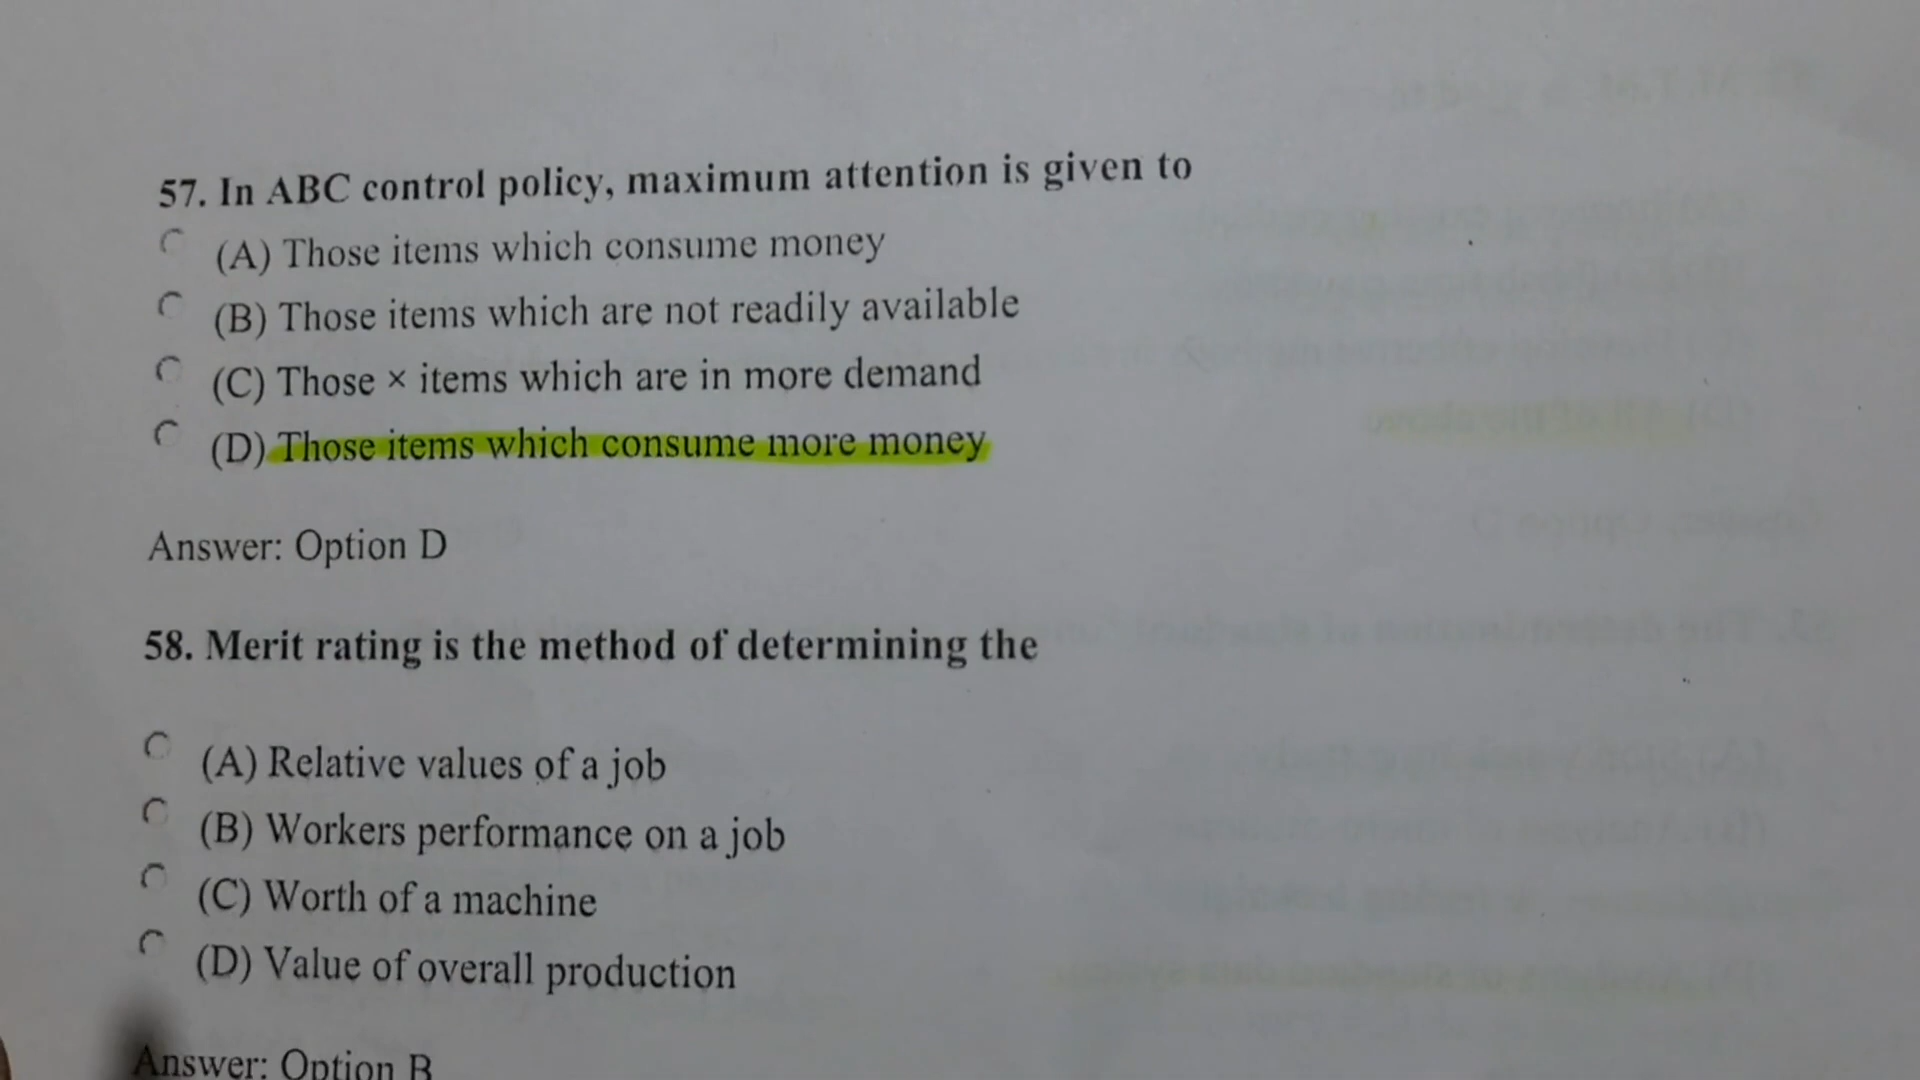 57. In ABC control policy, maximum attention is given to
(A) Those items which consume money
(B) Those items which are not readily available
(C) Those × items which are in more demand
(D) Those items which consume more money
Answer: Option D
58. Merit rating is the method of determining the
(A) Relative values of a job
(B) Workers performance on a job
(C) Worth of a machine
(D) Value of overall production
Answer: Option B